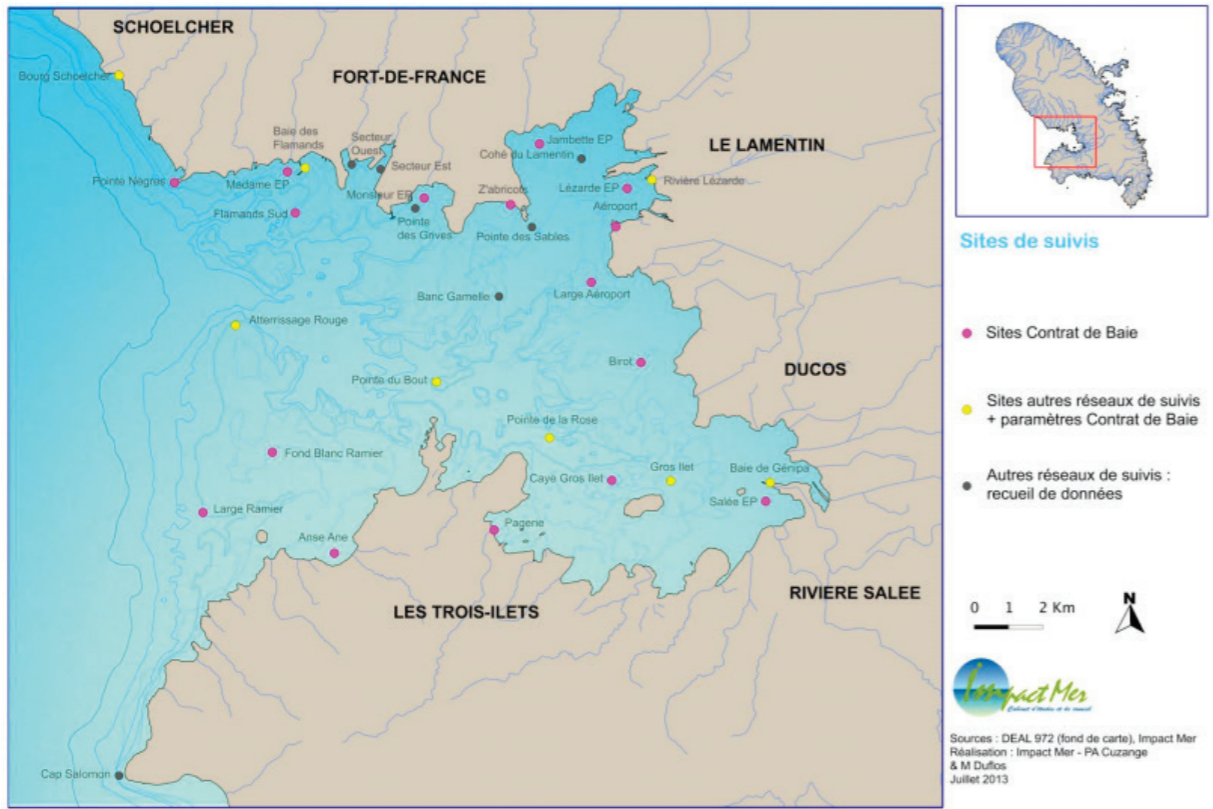 SCHOELCHER
Bourg Schoelcher
FORT-DE-FRANCE
Baie des
Flamands
Secteur
Ouest
Secteur Est
Jambette EP
Cohé du Lamentin
LE LAMENTIN
Pointe Nègres
Madame EP
Monsieur EP
Z'abricots
Lézarde EP
Rivière Lézarde
Flamands Sud
Pointe
des Grives
Pointe des Sables
Aéroport
Banc Gamelle
Large Aéroport
Atterrissage Rouge
Birot
Pointe du Bout
DUCOS
Pointe de la Rose
Fond Blanc Ramier
Caye Gros Ilet
Gros Ilet
Baie de Génipa
Large Ramier
Salée EP
Pagerie
Anse Ane
LES TROIS-ILETS
RIVIERE SALEE
Cap Salomon
Sites de suivis
Sites Contrat de Baie
Sites autres réseaux de suivis
+ paramètres Contrat de Baie
Autres réseaux de suivis :
recueil de données
0 1 2 Km
N
Impact Mer
Cabinet d'études et de conseil
Sources : DEAL 972 (fond de carte), Impact Mer
Réalisation : Impact Mer - PA Cuzange
& M Duflos
Juillet 2013